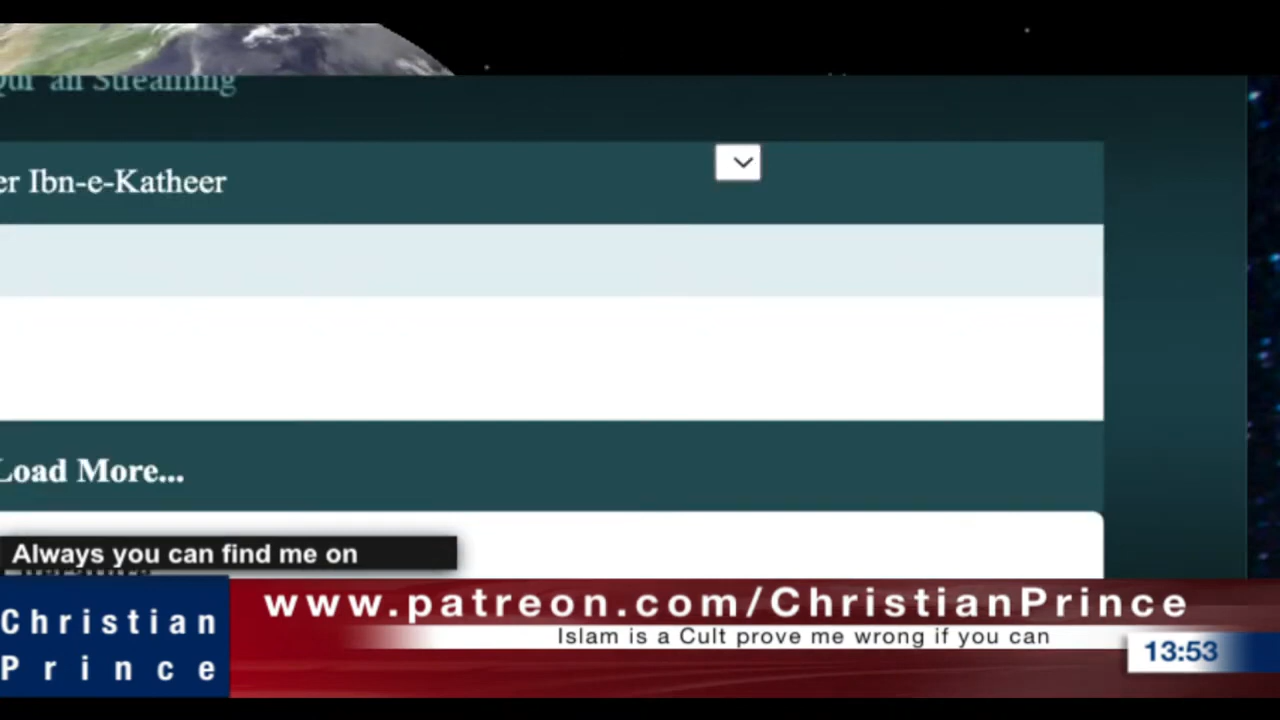 Streaming
er Ibn-e-Katheer
Load More...
Always you can find me on
www.patreon.com/ChristianPrince
Islam is a Cult prove me wrong if you can
Christian
Prince
13:53